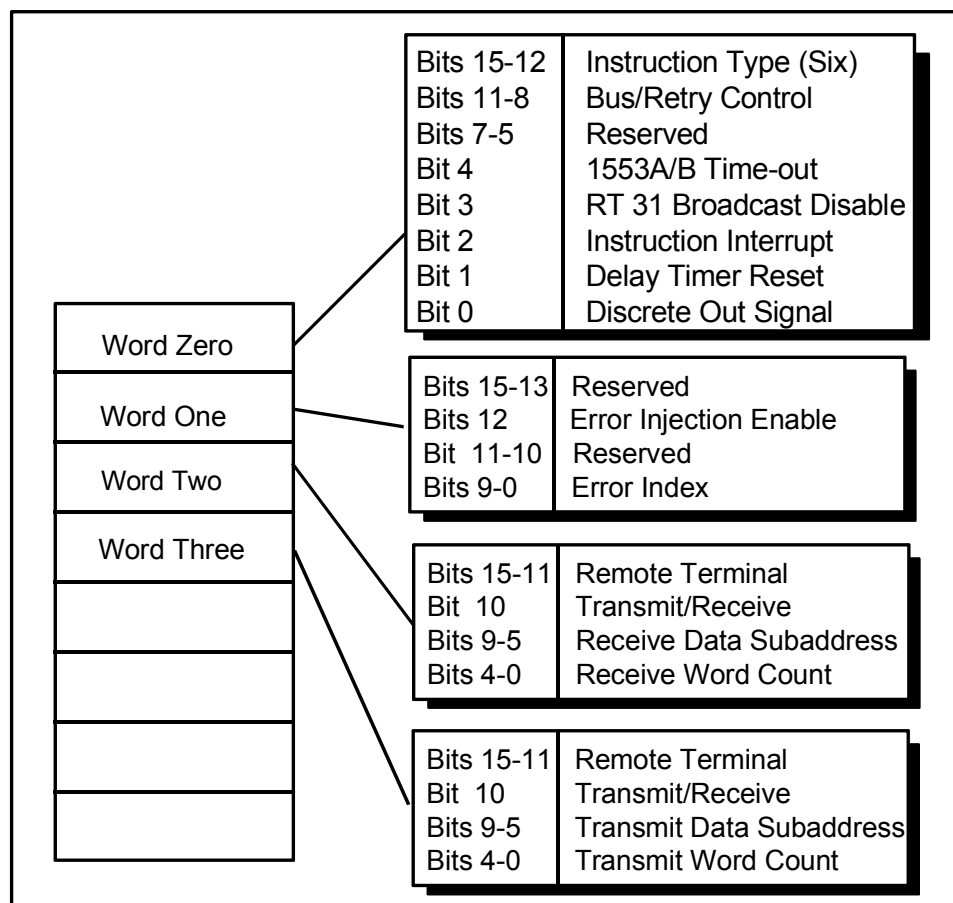 Bits 15-12 Instruction Type (Six)
Bits 11-8 Bus/Retry Control
Bits 7-5 Reserved
Bit 4 1553A/B Time-out
Bit 3 RT 31 Broadcast Disable
Bit 2 Instruction Interrupt
Bit 1 Delay Timer Reset
Bit 0 Discrete Out Signal
Word Zero
Word One
Word Two
Word Three
Bits 15-13 Reserved
Bits 12 Error Injection Enable
Bit 11-10 Reserved
Bits 9-0 Error Index
Bits 15-11 Remote Terminal
Bit 10 Transmit/Receive
Bits 9-5 Receive Data Subaddress
Bits 4-0 Receive Word Count
Bits 15-11 Remote Terminal
Bit 10 Transmit/Receive
Bits 9-5 Transmit Data Subaddress
Bits 4-0 Transmit Word Count